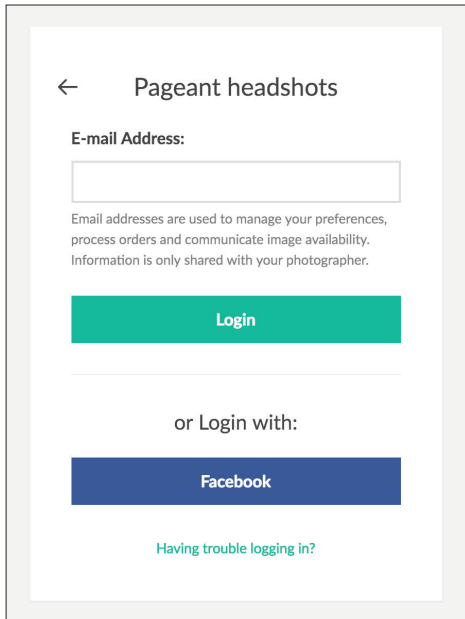 Pageant headshots
E-mail Address:
Email addresses are used to manage your preferences,
process orders and communicate image availability.
Information is only shared with your photographer.
Login
or Login with:
Facebook
Having trouble logging in?